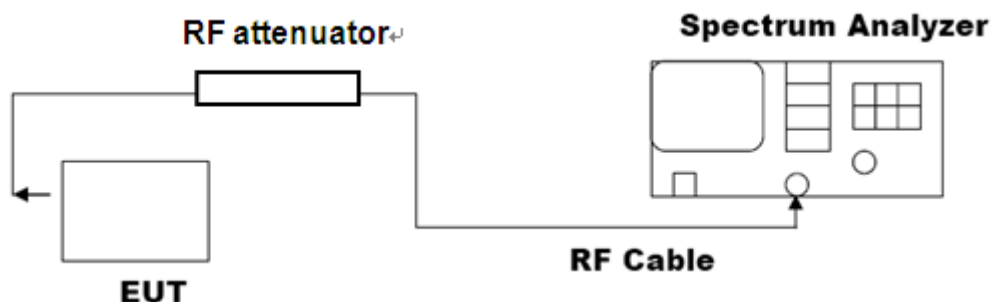 RF attenuator↵
Spectrum Analyzer
RF Cable
EUT